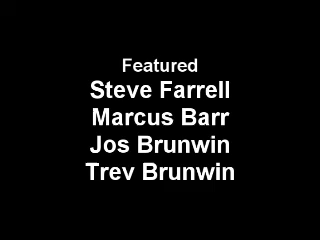 Featured
Steve Farrell
Marcus Barr
Jos Brunwin
Trev Brunwin